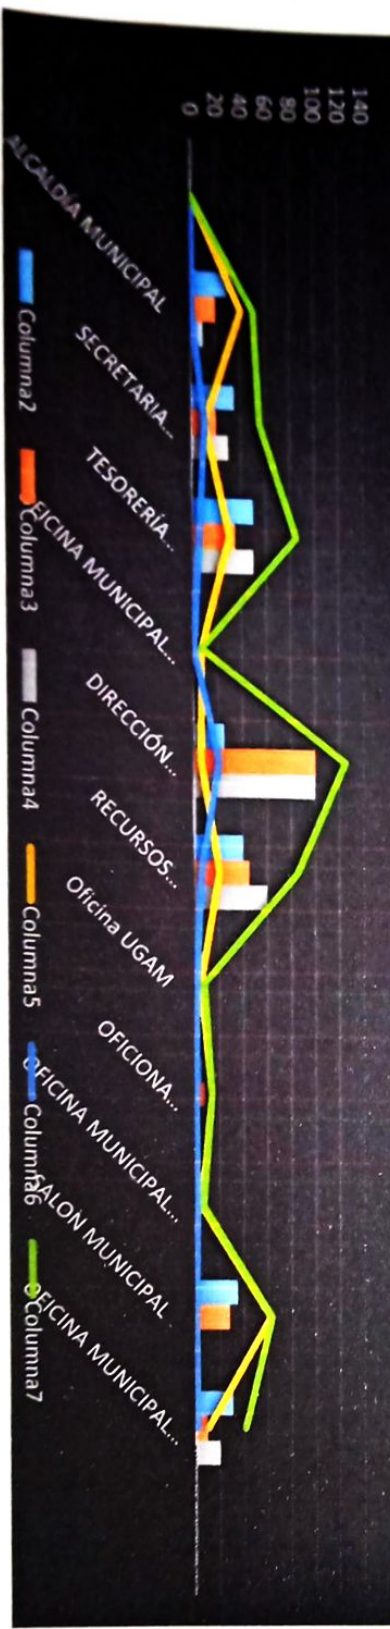 140
120
100
80
60
40
20
0
ALCALDÍA MUNICIPAL
SECRETARIA...
TESORERÍA...
OFICINA MUNICIPAL...
DIRECCIÓN...
RECURSOS...
Oficina UGAM
OFICIONA...
OFICINA MUNICIPAL...
SALON MUNICIPAL
OFICINA MUNICIPAL...
Columna2
Columna3
Columna4
Columna5
Columna6
Columna7